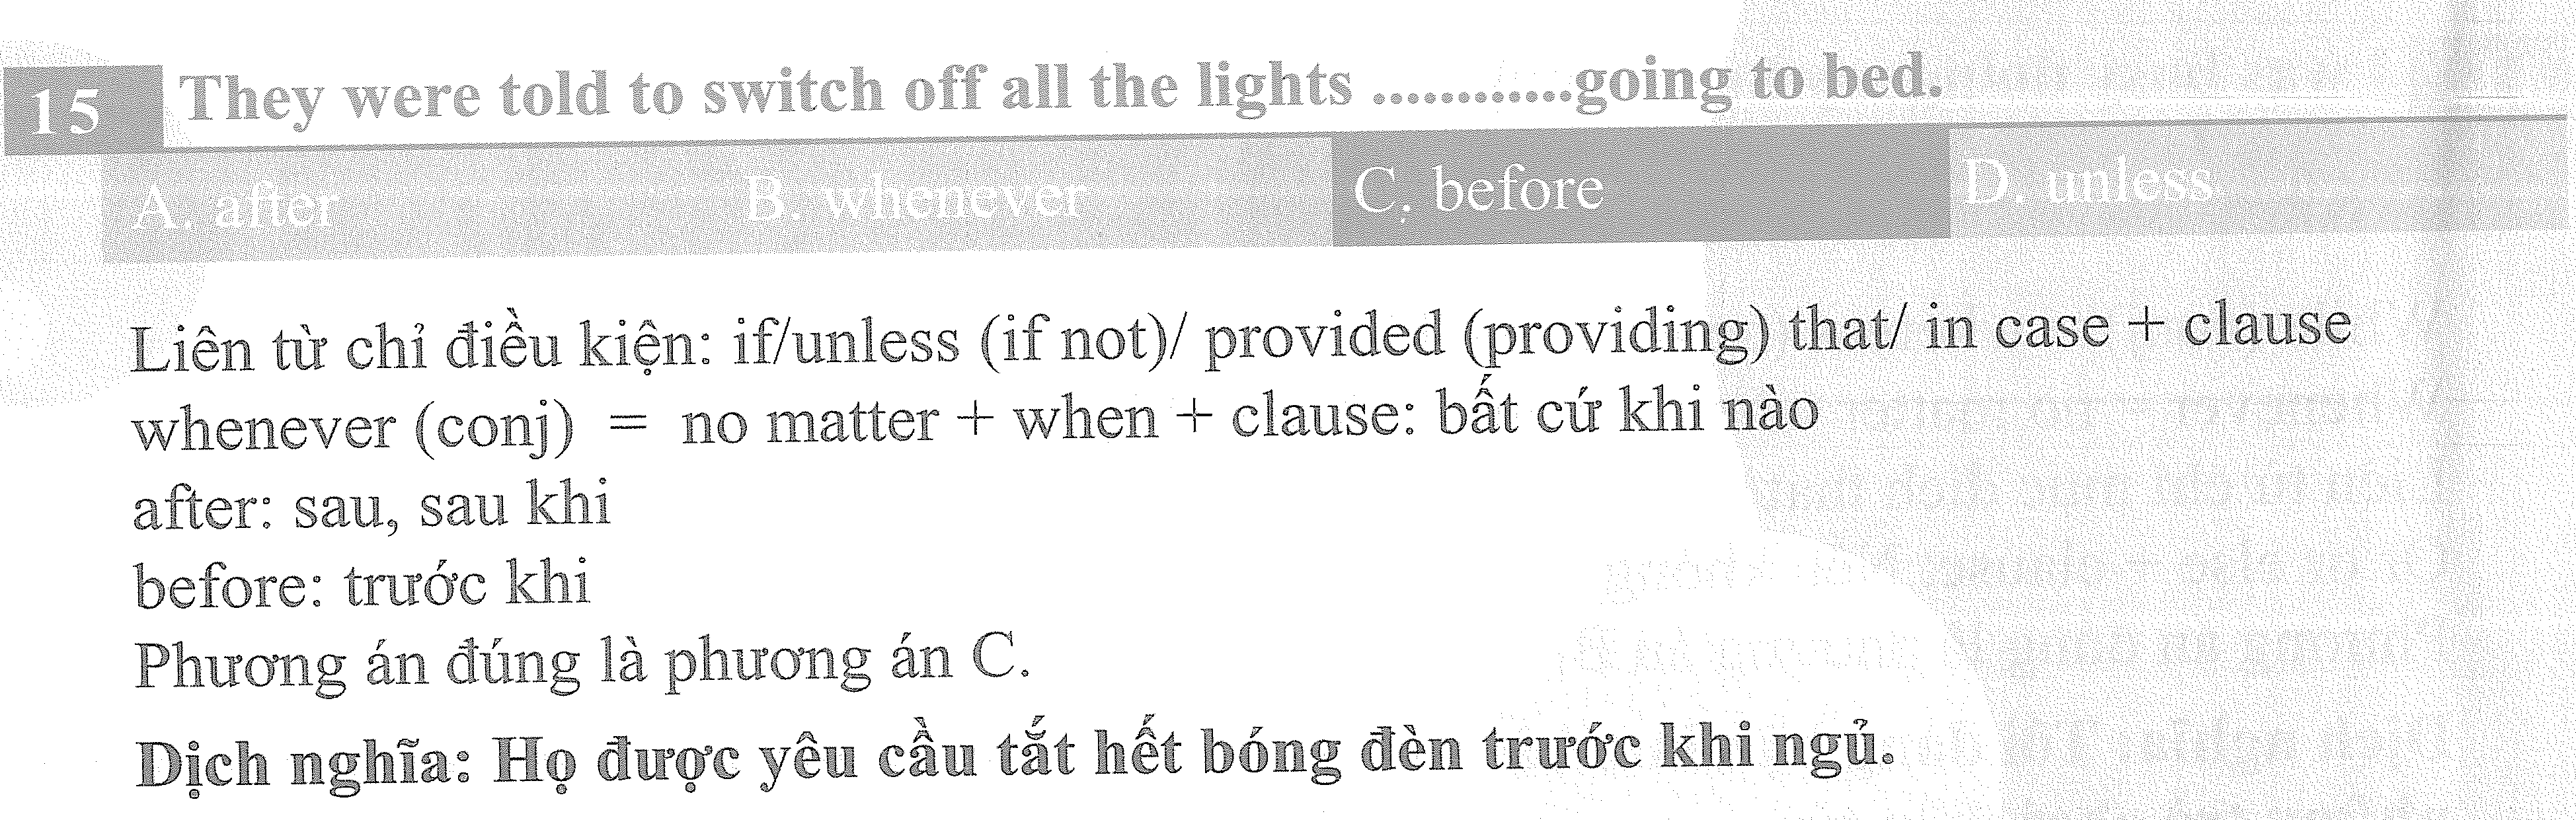 15 They were told to switch off all the lights ............going to bed.
A. after B. whenever C. before D. unless
Liên từ chỉ điều kiện: if/unless (if not)/ provided (providing) that/ in case + clause
whenever (conj) = no matter + when + clause: bất cứ khi nào
after: sau, sau khi
before: trước khi
Phương án đúng là phương án C.
Dịch nghĩa: Họ được yêu cầu tắt hết bóng đèn trước khi ngủ.